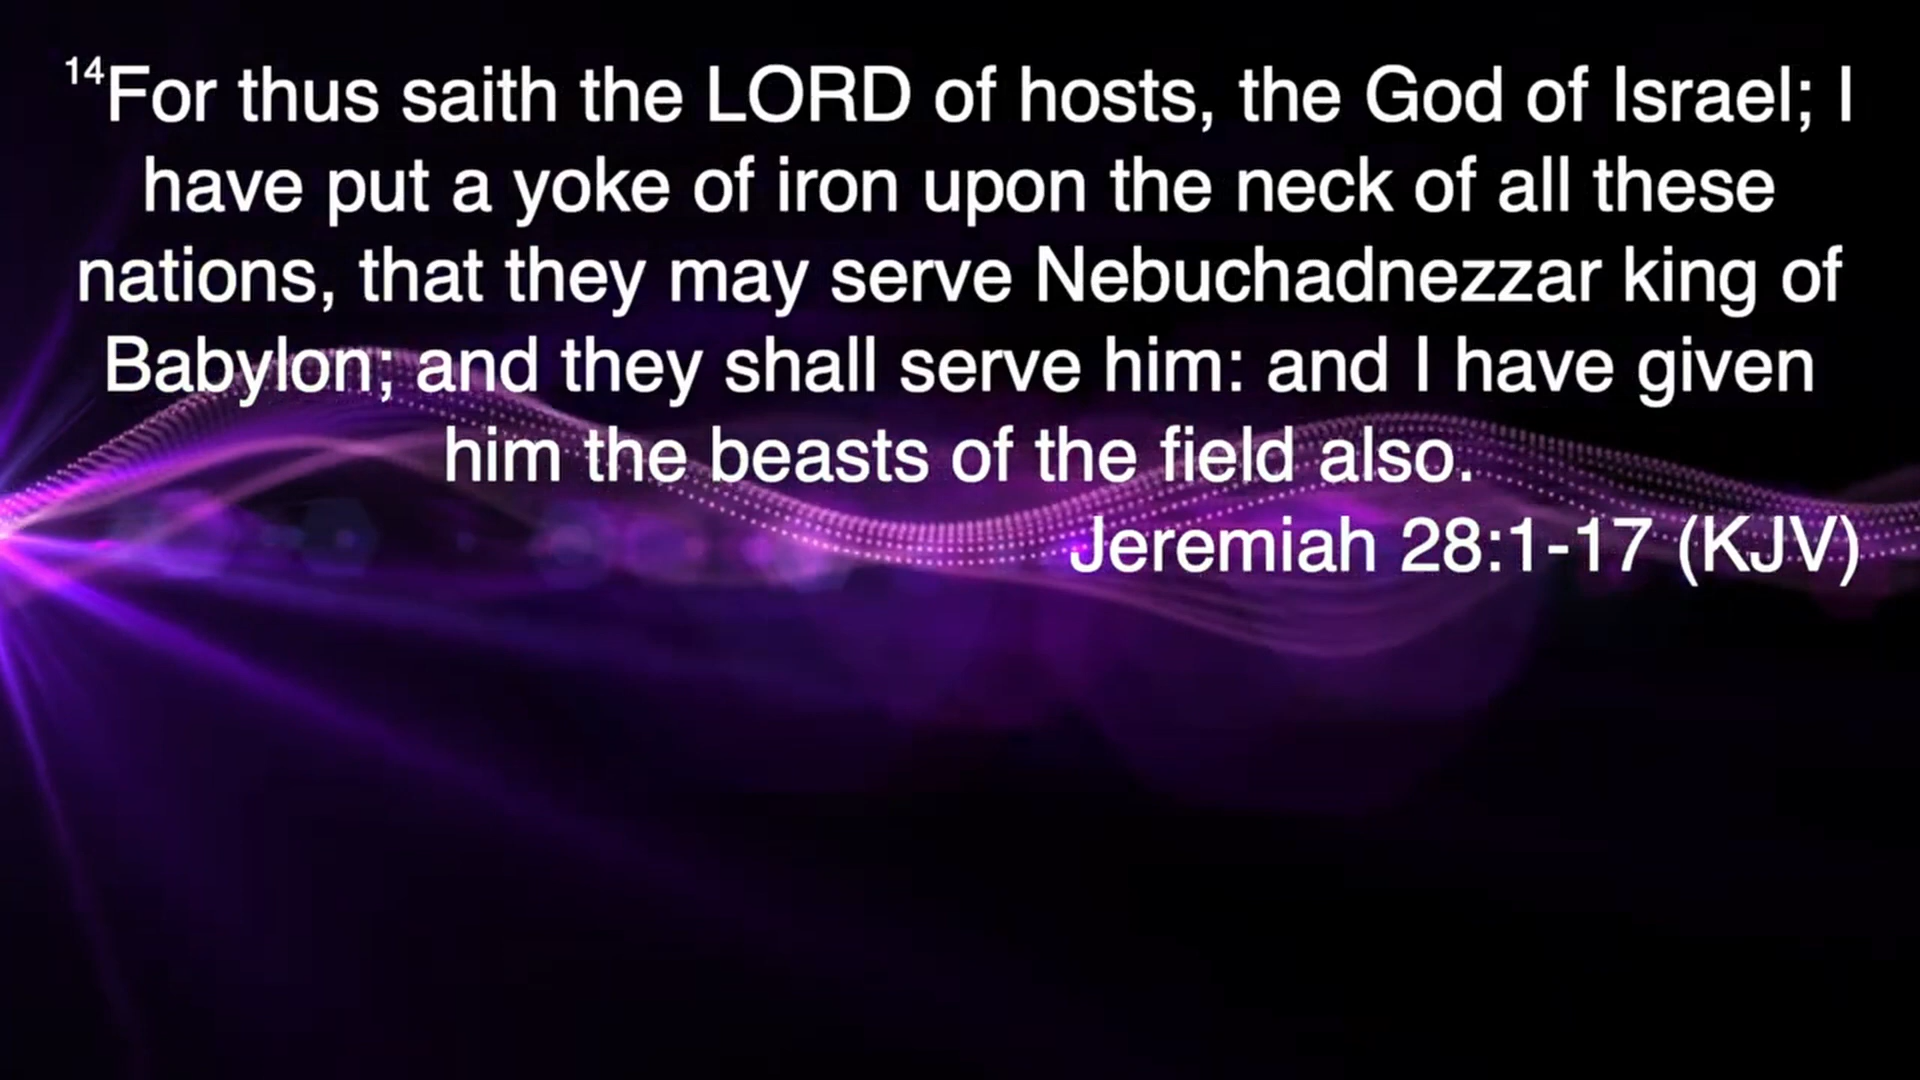 14For thus saith the LORD of hosts, the God of Israel; I
have put a yoke of iron upon the neck of all these
nations, that they may serve Nebuchadnezzar king of
Babylon; and they shall serve him: and I have given
him the beasts of the field also.
Jeremiah 28:1-17 (KJV)